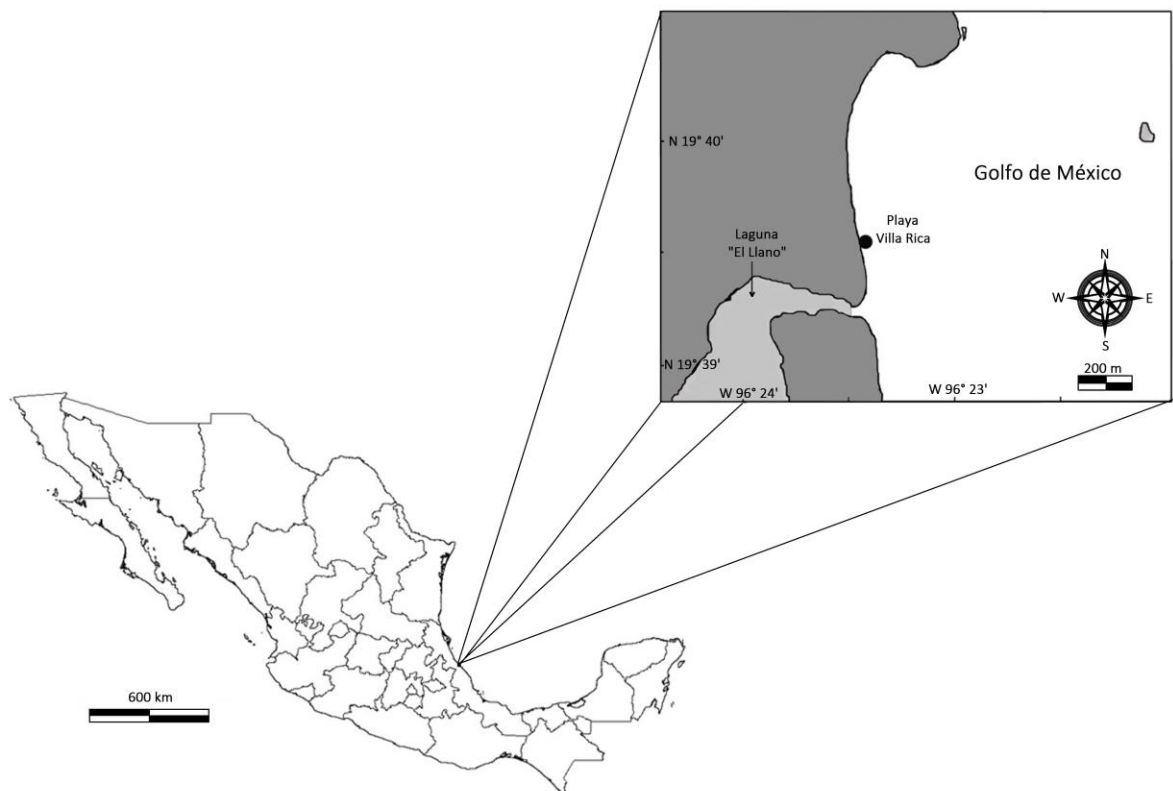 N 19° 40'
Golfo de México
Playa
Villa Rica
Laguna
"El Llano"
N
W
E
S
N 19° 39'
200 m
W 96° 24'
W 96° 23'
600 km